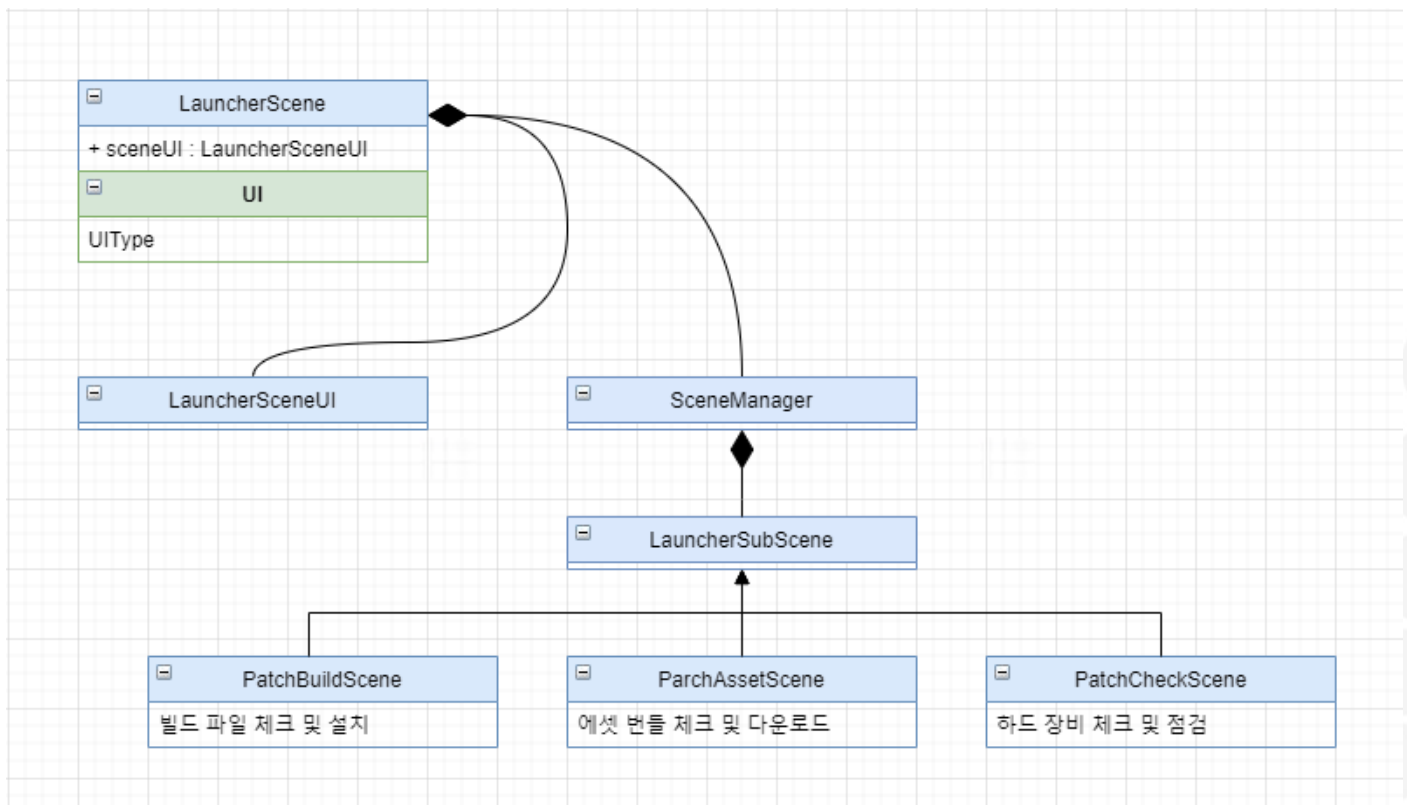 LauncherScene
+ sceneUI : LauncherSceneUI
UI
UIType
LauncherSceneUI
SceneManager
LauncherSubScene
PatchBuildScene
빌드 파일 체크 및 설치
ParchAssetScene
에셋 번들 체크 및 다운로드
PatchCheckScene
하드 장비 체크 및 점검